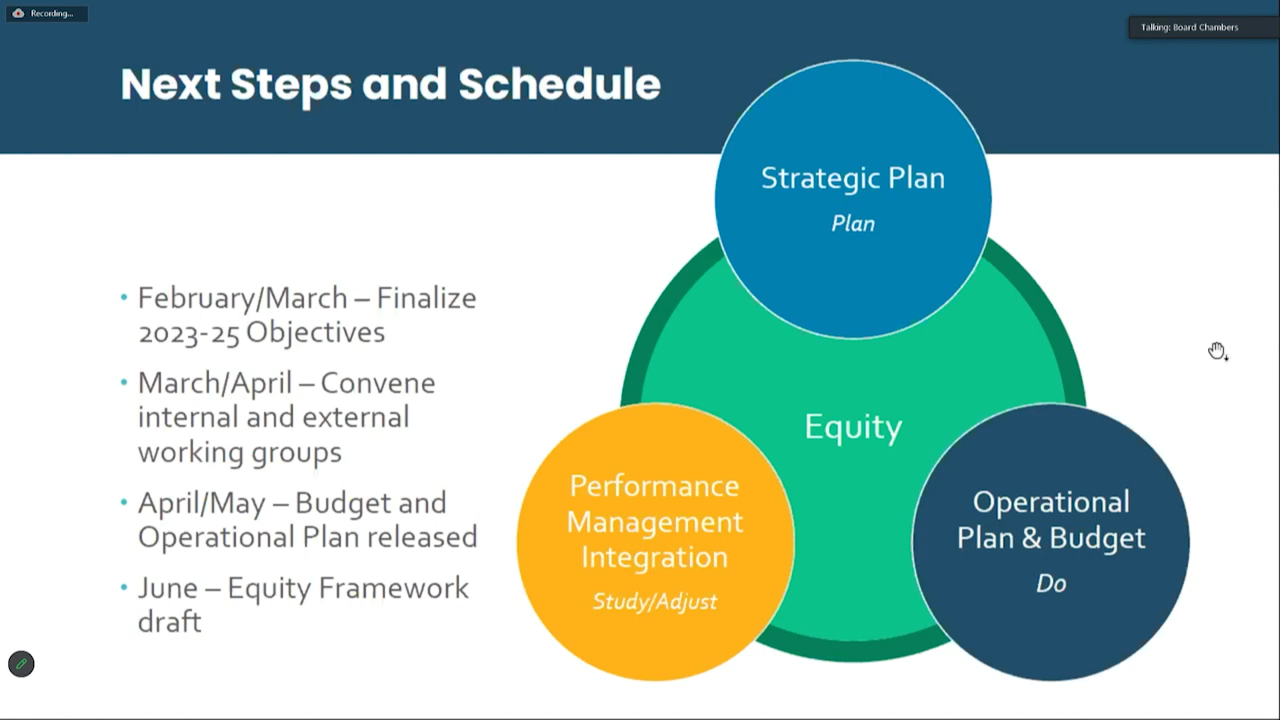 Recording...
Talking: Board Chambers
Next Steps and Schedule
Strategic Plan
Plan
• February/March – Finalize
2023-25 Objectives
• March/April – Convene
internal and external
working groups
• April/May – Budget and
Operational Plan released
• June – Equity Framework
draft
Equity
Performance
Management
Integration
Study/Adjust
Operational
Plan & Budget
Do